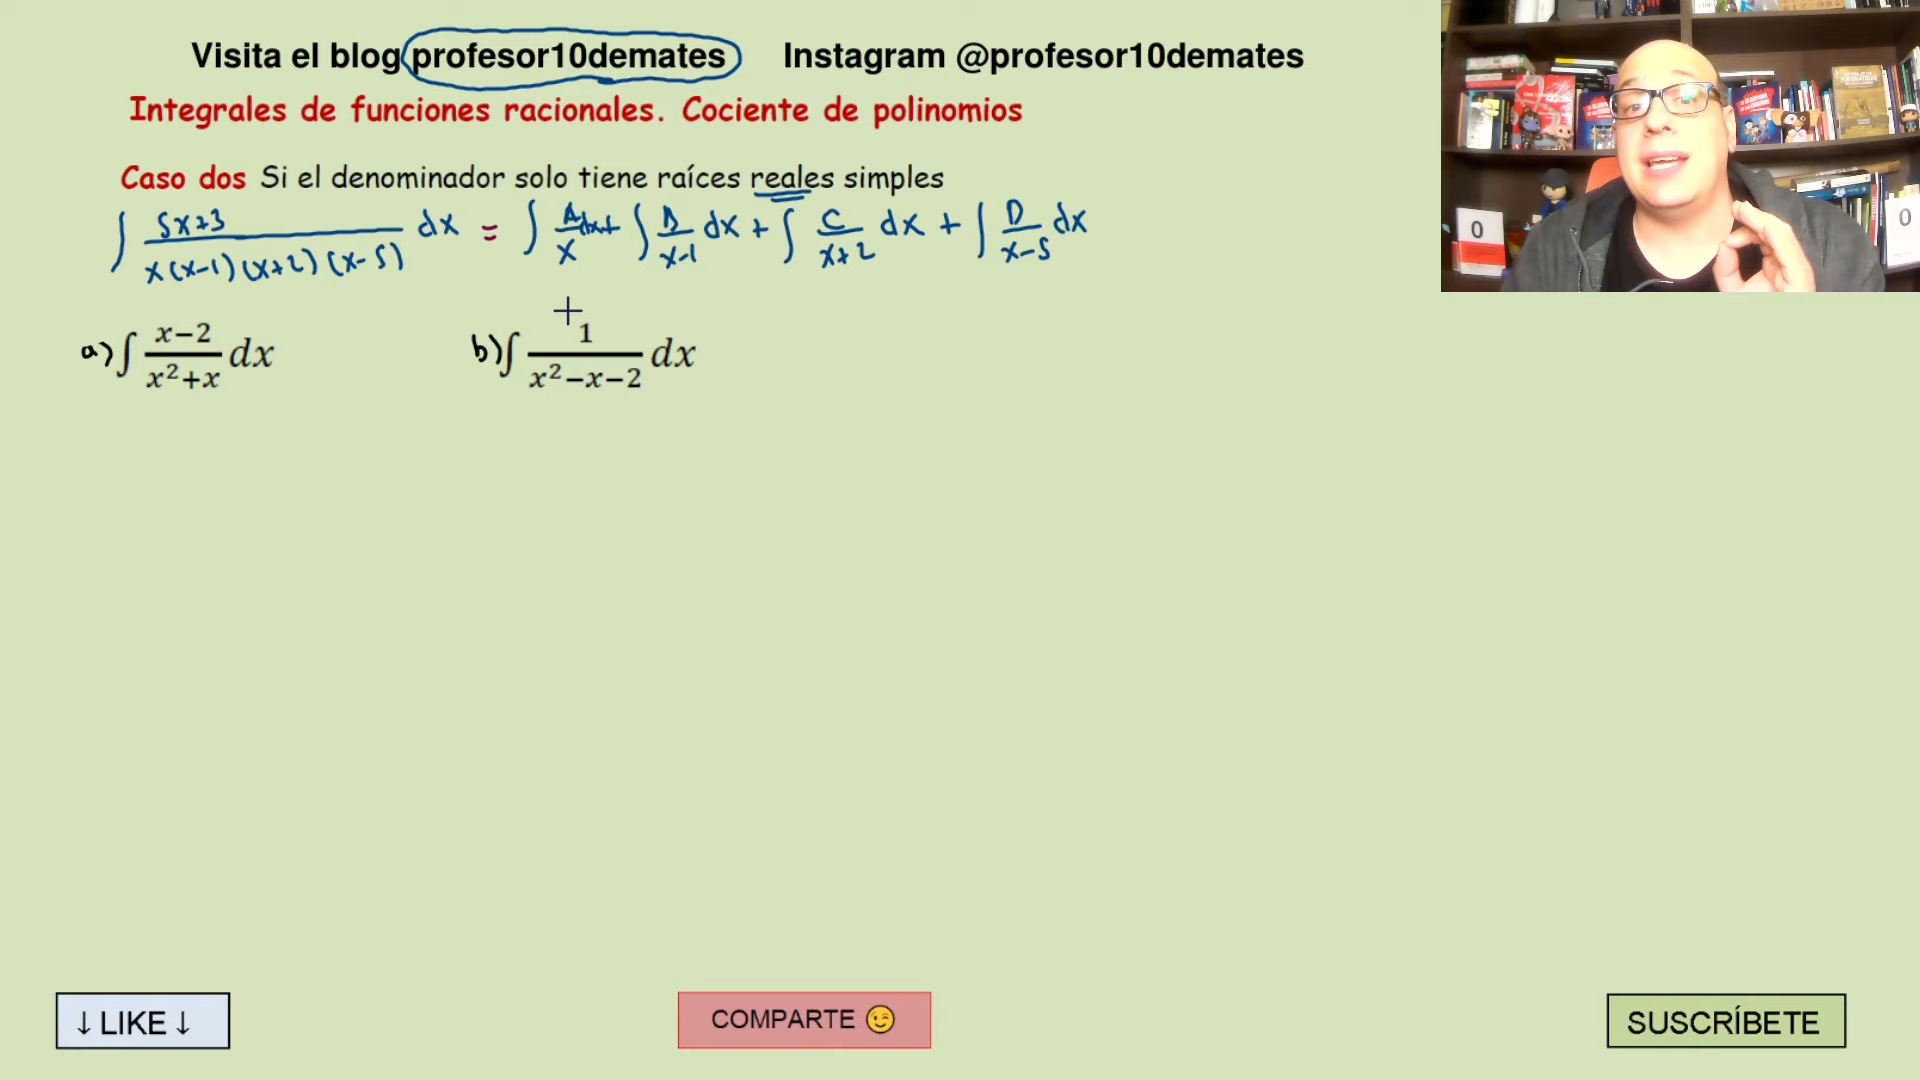 Visita el blog profesor10demates Instagram @profesor10demates
Integrales de funciones racionales. Cociente de polinomios
Caso dos Si el denominador solo tiene raíces reales simples
∫ 5x+3 / x(x-1)(x+2)(x-5) dx = ∫ A/x dx + ∫ B/x-1 dx + ∫ C/x+2 dx + ∫ D/x-5 dx
a) ∫ x-2 / x²+x dx b) ∫ 1 / x²-x-2 dx
↓ LIKE ↓ COMPARTE 😉 SUSCRÍBETE